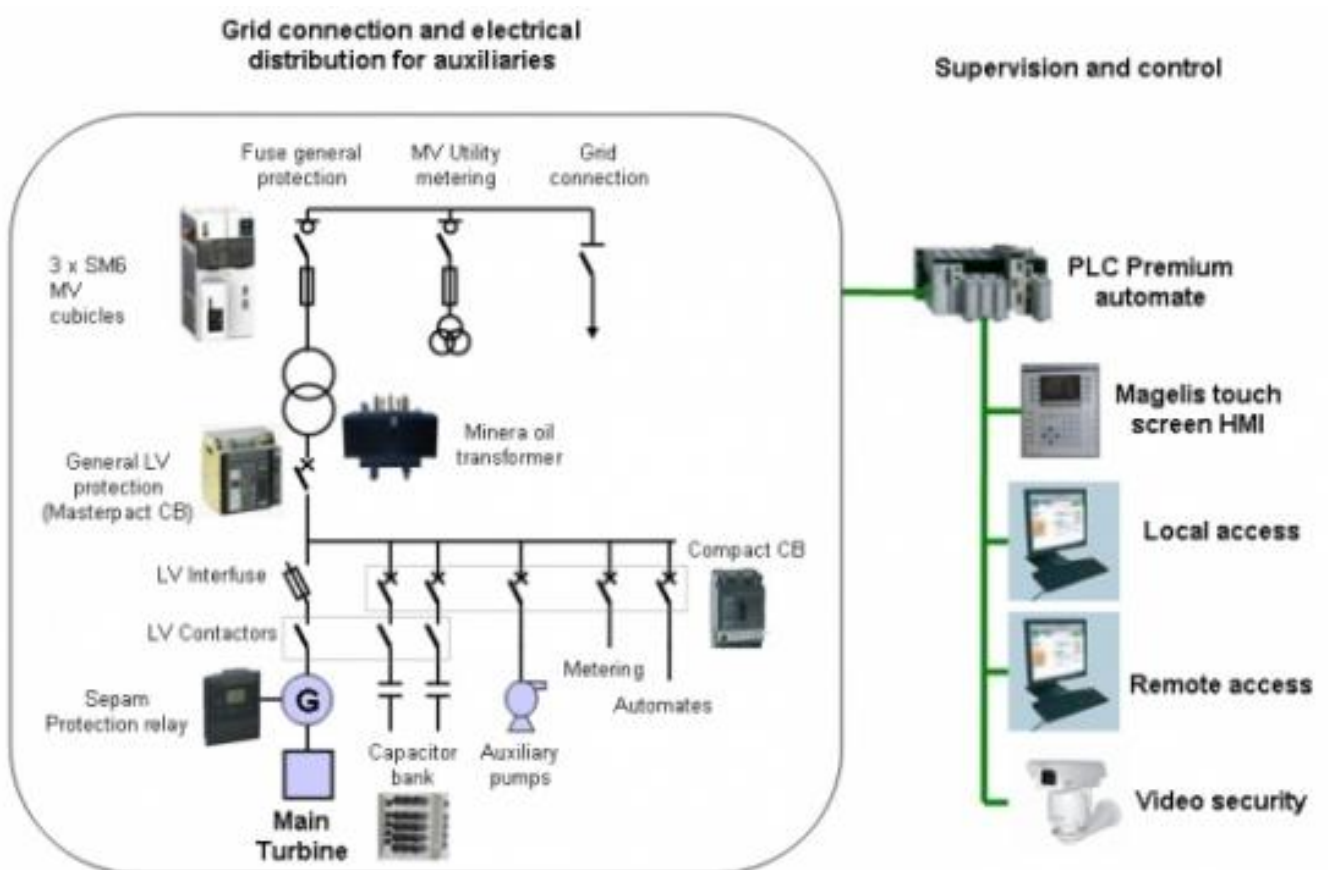 Grid connection and electrical
distribution for auxiliaries
Supervision and control
Fuse general
protection
MV Utility
metering
Grid
connection
3 x SM6
MV
cubicles
PLC Premium
automate
Magelis touch
screen HMI
Minera oil
transformer
General LV
protection
(Masterpact CB)
Local access
Compact CB
LV Interfuse
LV Contactors
Metering
Remote access
Sepam
Protection relay
G
Automates
Capacitor
bank
Auxiliary
pumps
Main
Turbine
Video security